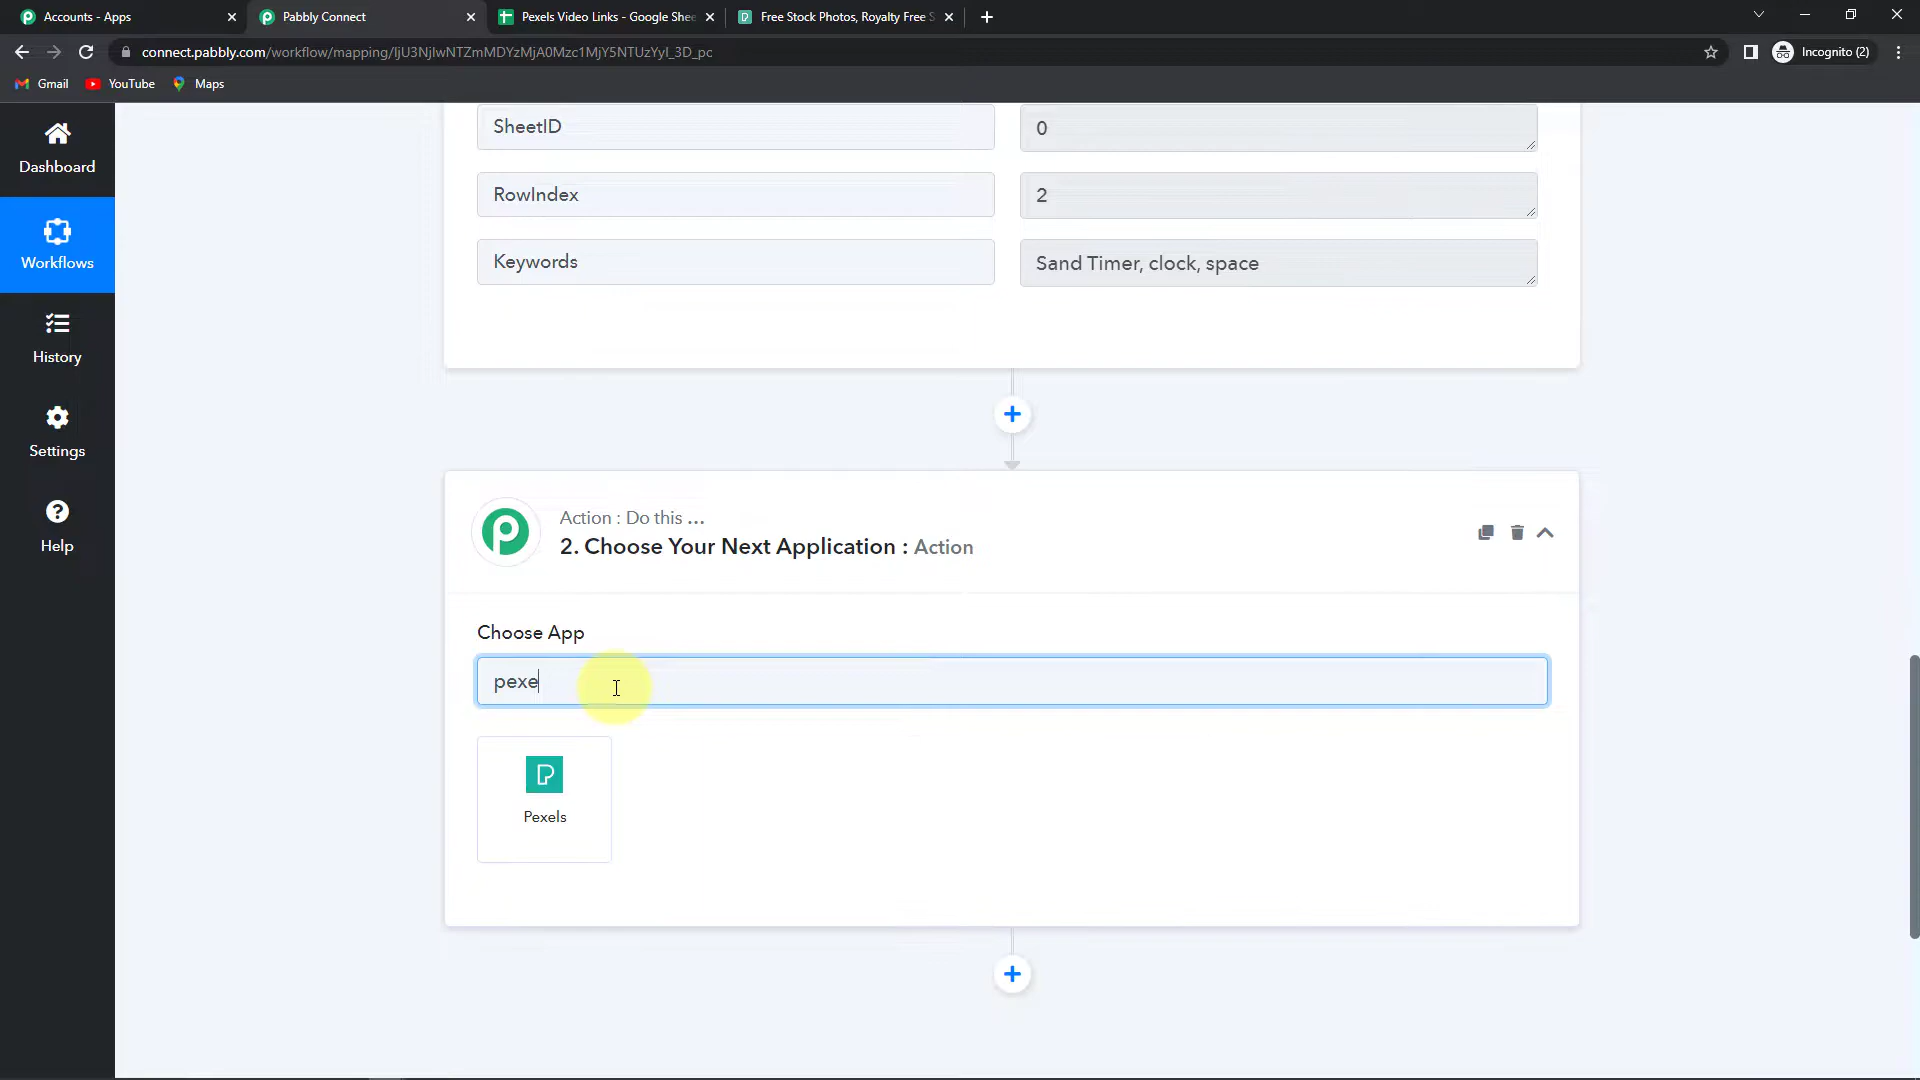 Accounts - Apps
Pabbly Connect
Pexels Video Links - Google She
Free Stock Photos, Royalty Free S
connect.pabbly.com/workflow/mapping/
Incognito (2)
Gmail
YouTube
Maps
Dashboard
Workflows
History
Settings
Help
SheetID
0
RowIndex
2
Keywords
Sand Timer, clock, space
Action : Do this ...
2. Choose Your Next Application : Action
Choose App
pexe
Pexels